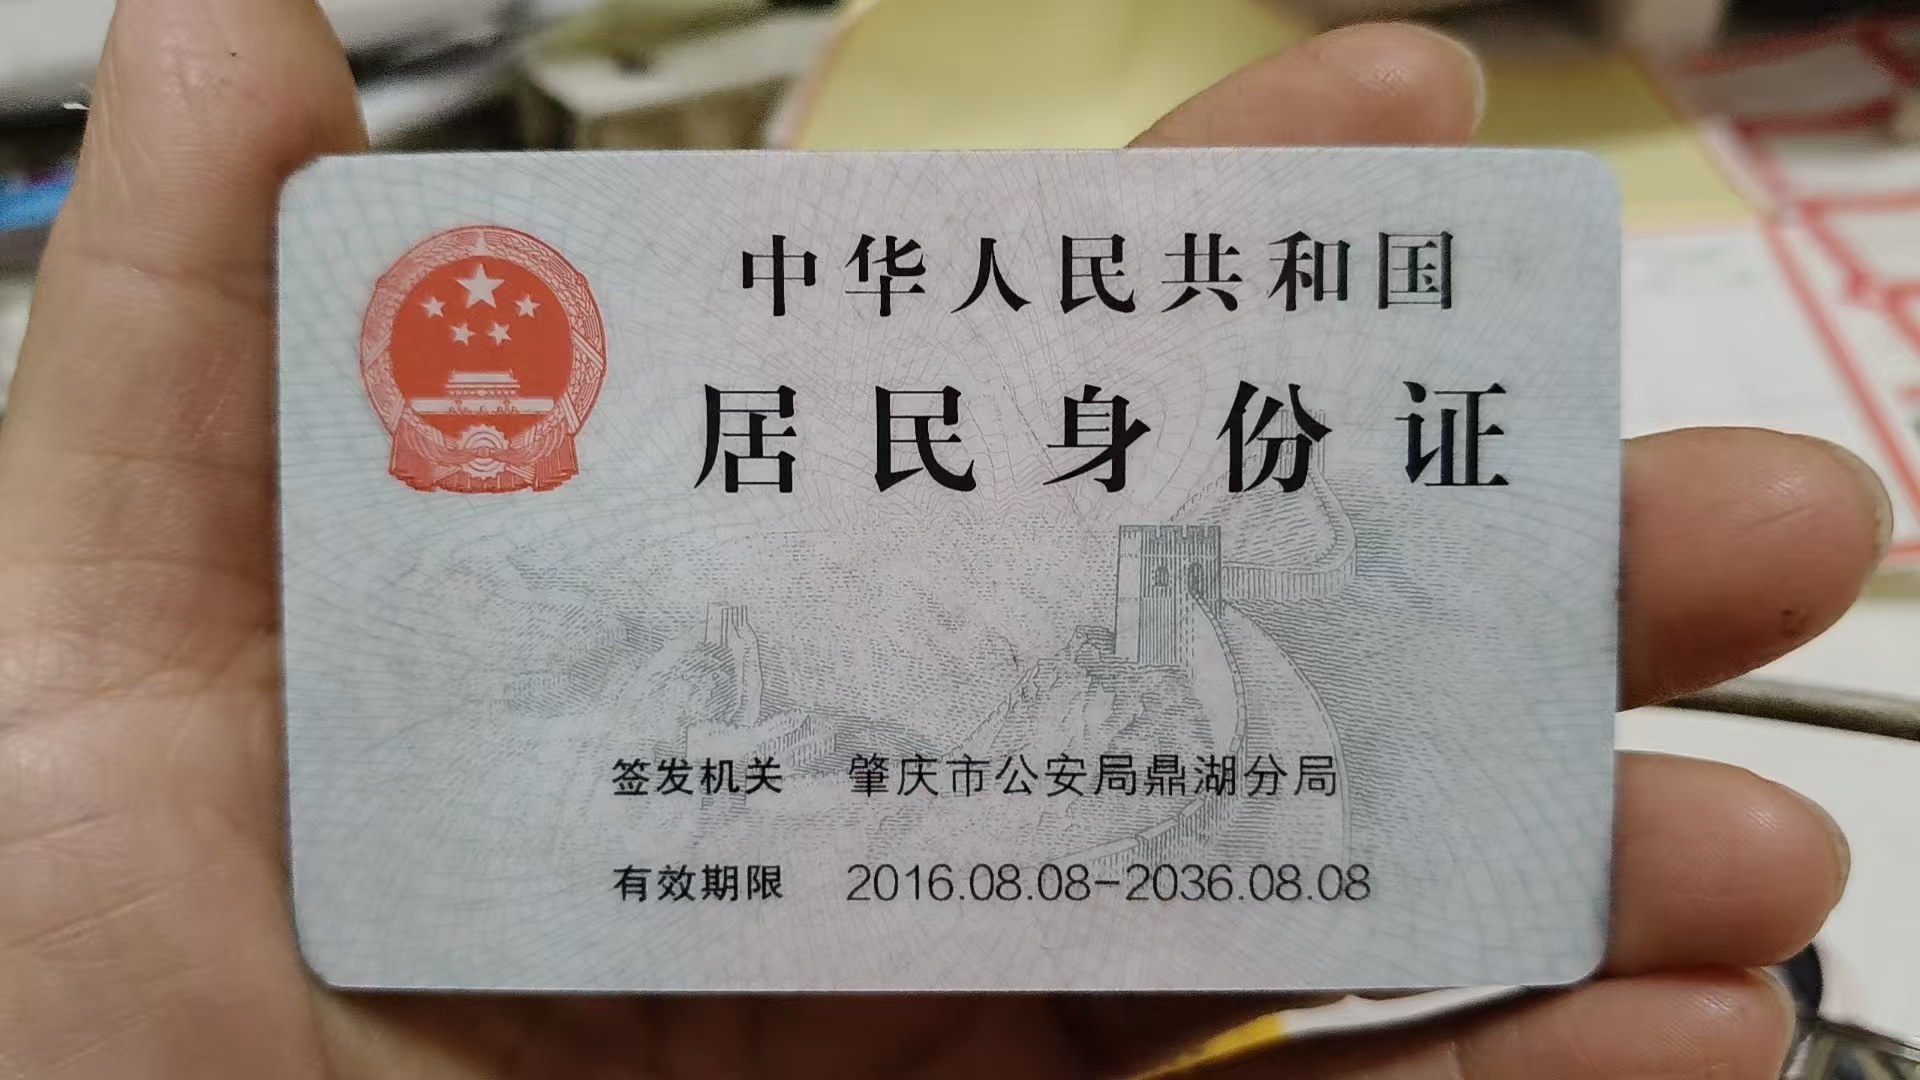 中华人民共和国
居民身份证
签发机关 肇庆市公安局鼎湖分局
有效期限 2016.08.08-2036.08.08